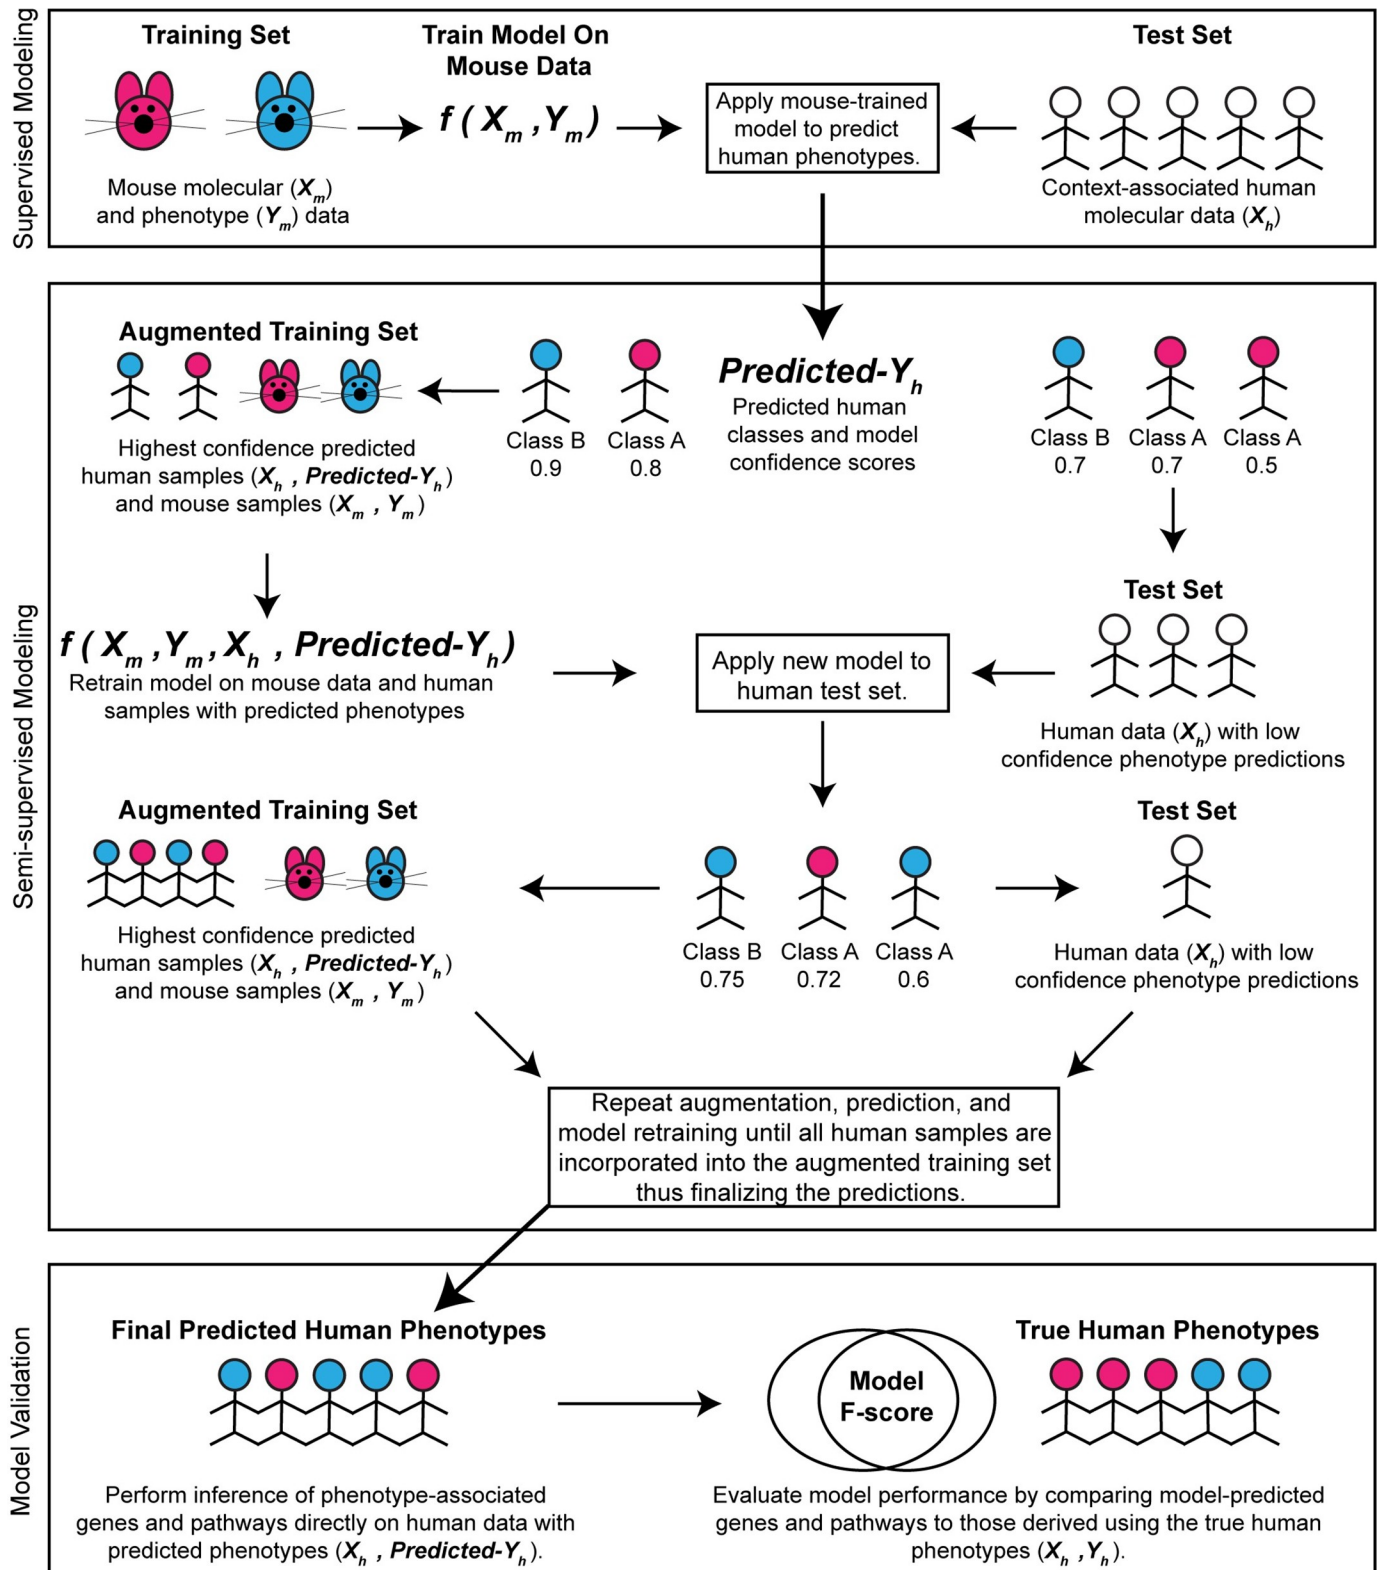 Supervised Modeling
Training Set
Mouse molecular (Xm)
and phenotype (Ym) data
Train Model On
Mouse Data
f ( Xm ,Ym )
Apply mouse-trained
model to predict
human phenotypes.
Test Set
Context-associated human
molecular data (Xh)
Semi-supervised Modeling
Augmented Training Set
Highest confidence predicted
human samples (Xh , Predicted-Yh)
and mouse samples (Xm , Ym)
Class B
0.9
Class A
0.8
Predicted-Yh
Predicted human
classes and model
confidence scores
Class B
0.7
Class A
0.7
Class A
0.5
f ( Xm ,Ym, Xh , Predicted-Yh)
Retrain model on mouse data and human
samples with predicted phenotypes
Apply new model to
human test set.
Test Set
Human data (Xh) with low
confidence phenotype predictions
Augmented Training Set
Highest confidence predicted
human samples (Xh , Predicted-Yh)
and mouse samples (Xm , Ym)
Class B
0.75
Class A
0.72
Class A
0.6
Test Set
Human data (Xh) with low
confidence phenotype predictions
Repeat augmentation, prediction, and
model retraining until all human samples are
incorporated into the augmented training set
thus finalizing the predictions.
Model Validation
Final Predicted Human Phenotypes
Perform inference of phenotype-associated
genes and pathways directly on human data with
predicted phenotypes (Xh , Predicted-Yh).
Model
F-score
True Human Phenotypes
Evaluate model performance by comparing model-predicted
genes and pathways to those derived using the true human
phenotypes (Xh ,Yh).